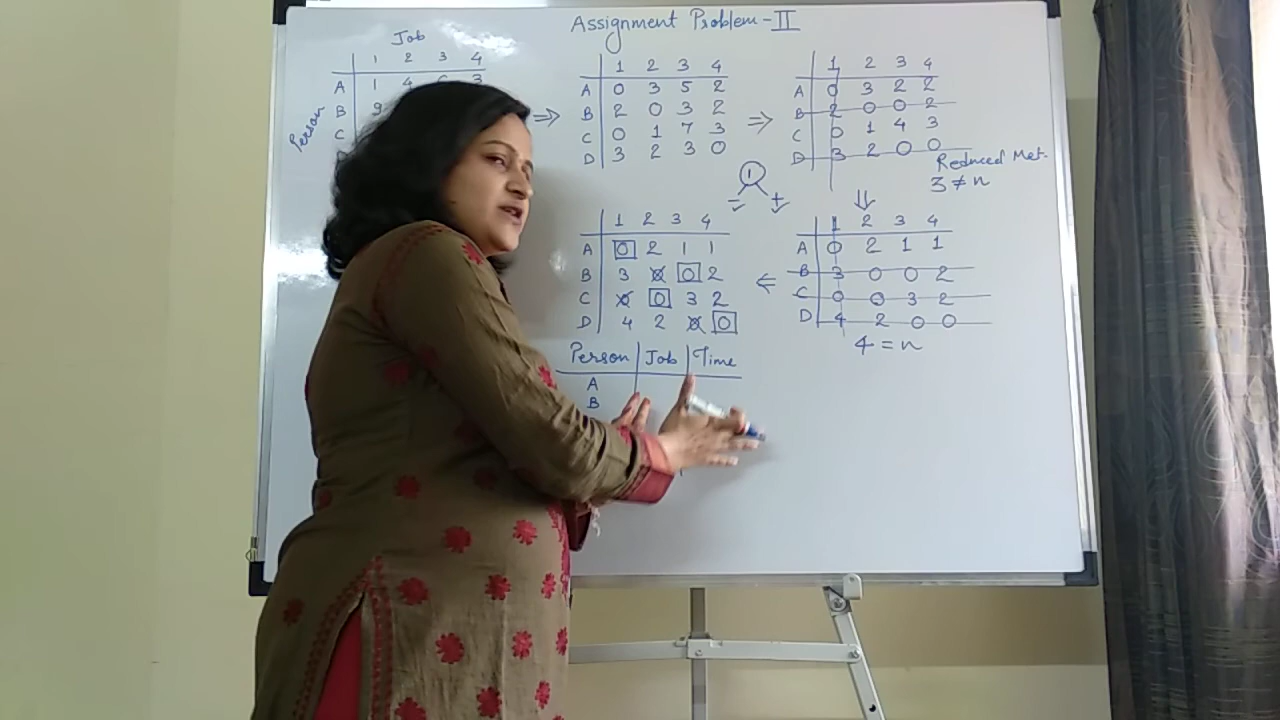 Assignment Problem-II
Job
1 2 3 4
A 1 4 6 3
B 9
C
Person
⇒
1 2 3 4
A 0 3 5 2
B 2 0 3 2
C 0 1 7 3
D 3 2 3 0
⇒
1 2 3 4
A 0 3 2 2
B 2 0 0 2
C 0 1 4 3
D 3 2 0 0
Reduced Mat.
3 ≠ n
1
- +
⇓
1 2 3 4
A 0 2 1 1
B 3 0 0 2
C 0 0 3 2
D 4 2 0 0
4 = n
⇐
1 2 3 4
A 0 2 1 1
B 3 0 0 2
C 0 0 3 2
D 4 2 0 0
Person Job Time
A
B